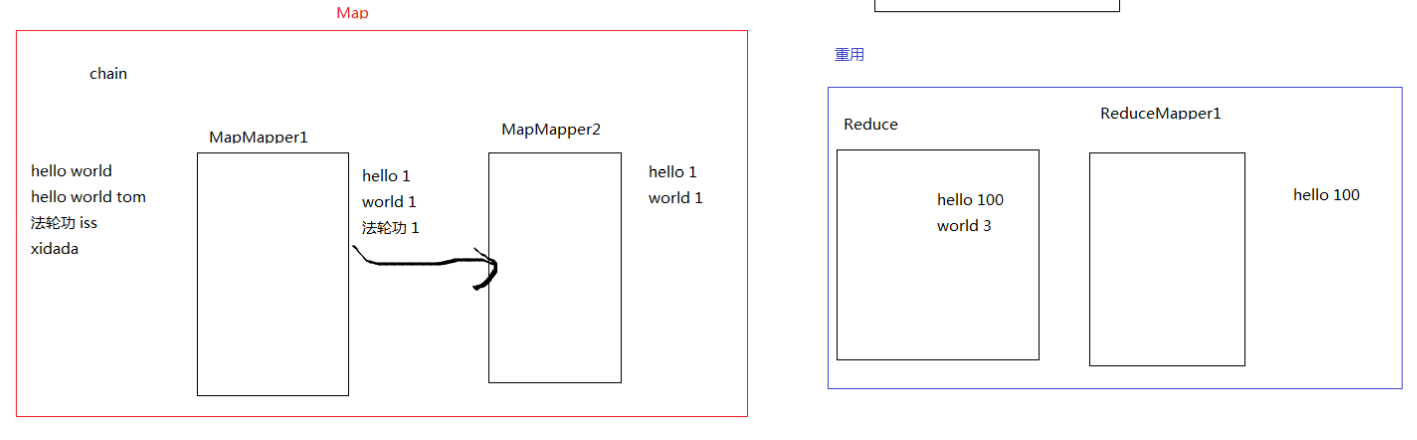 Map
chain
MapMapper1
MapMapper2
hello world
hello world tom
法轮功 iss
xidada
hello 1
world 1
法轮功 1
hello 1
world 1
重用
Reduce
ReduceMapper1
hello 100
world 3
hello 100